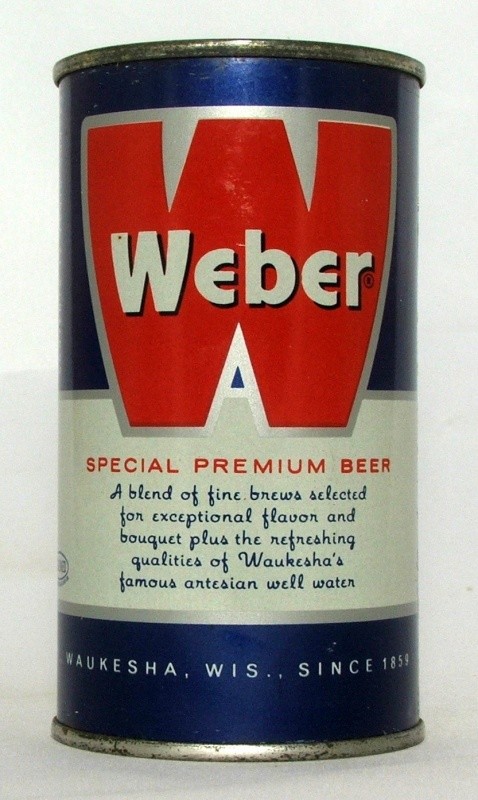 W
Weber®
SPECIAL PREMIUM BEER
A blend of fine brews selected
for exceptional flavor and
bouquet plus the refreshing
qualities of Waukesha's
famous artesian well water
WAUKESHA, WIS., SINCE 1859